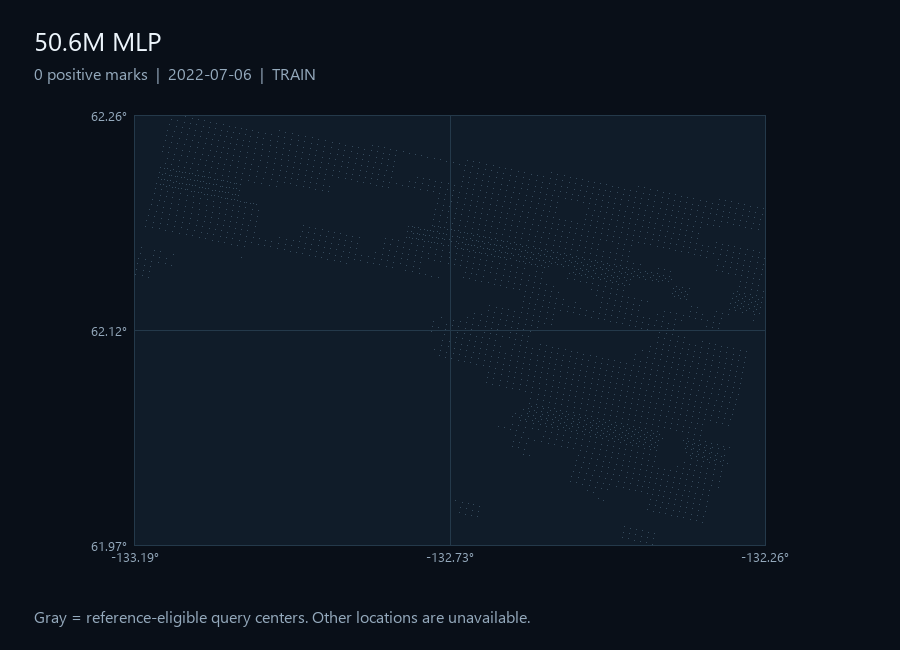 50.6M MLP
0 positive marks | 2022-07-06 | TRAIN
62.26°
62.12°
61.97°
-133.19°
-132.73°
-132.26°
Gray = reference-eligible query centers. Other locations are unavailable.